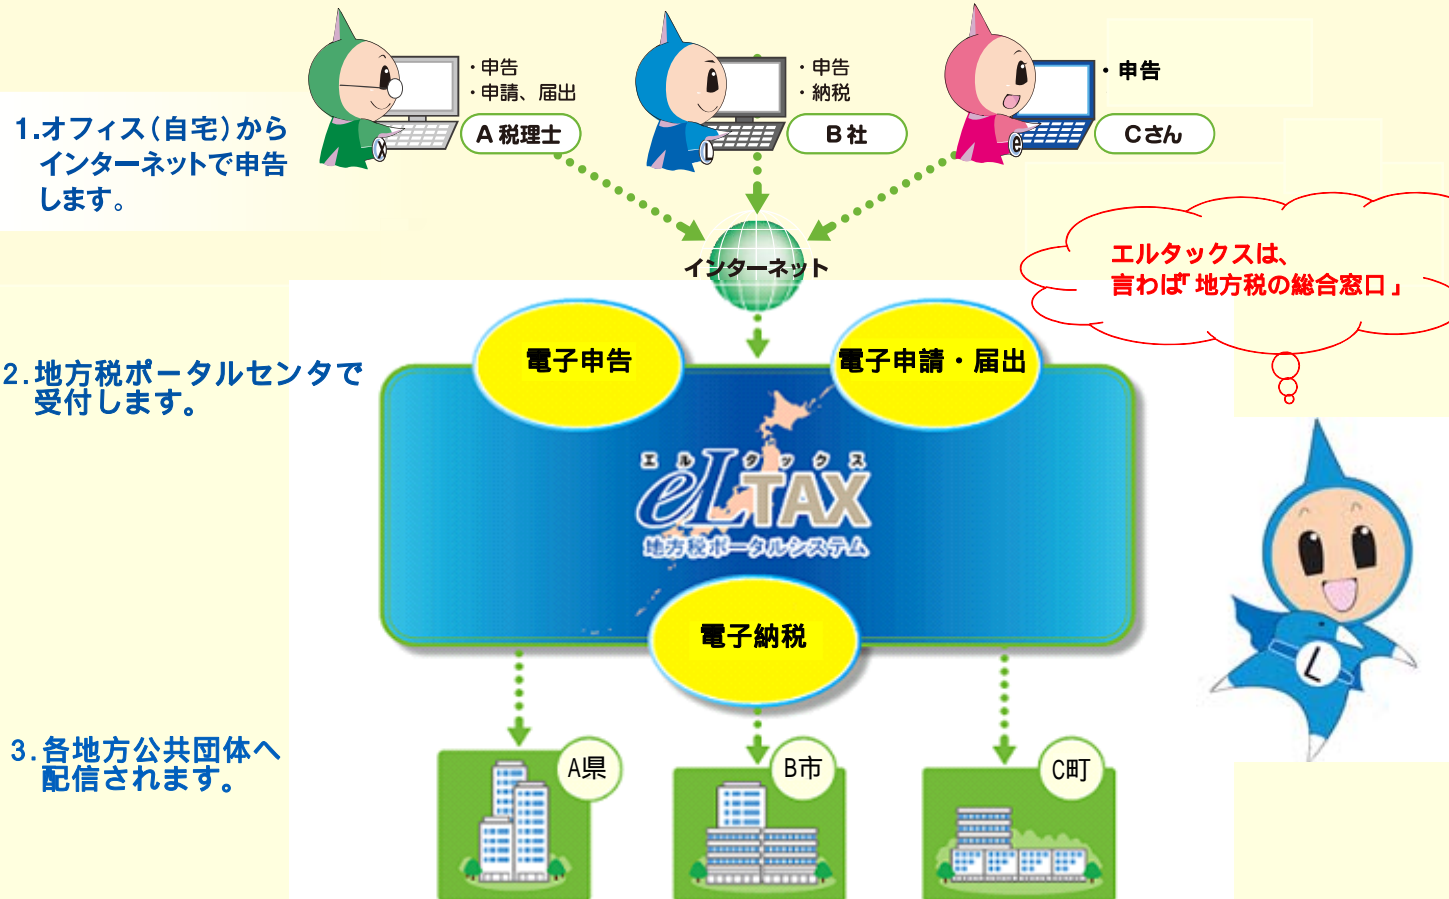 ・申告
・申請、届出
A 税理士
X
・申告
・納税
B 社
L
・申告
Cさん
e
1.オフィス（自宅）から
インターネットで申告
します。
インターネット
エルタックスは、
言わば「地方税の総合窓口」
2.地方税ポータルセンタで
受付します。
電子申告
電子申請・届出
エルタックス
eLTAX
地方税ポータルシステム
電子納税
L
3.各地方公共団体へ
配信されます。
A県
B市
C町